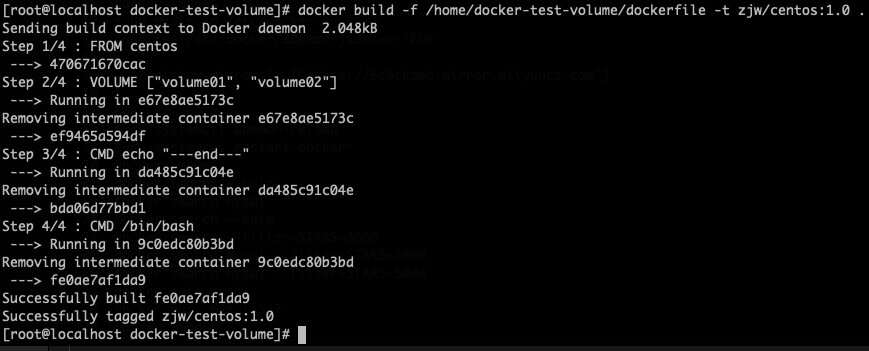 [root@localhost docker-test-volume]# docker build -f /home/docker-test-volume/dockerfile -t zjw/centos:1.0 .
Sending build context to Docker daemon  2.048kB
Step 1/4 : FROM centos
 ---> 470671670cac
Step 2/4 : VOLUME ["volume01", "volume02"]
 ---> Running in e67e8ae5173c
Removing intermediate container e67e8ae5173c
 ---> ef9465a594df
Step 3/4 : CMD echo "---end---"
 ---> Running in da485c91c04e
Removing intermediate container da485c91c04e
 ---> bda06d77bbd1
Step 4/4 : CMD /bin/bash
 ---> Running in 9c0edc80b3bd
Removing intermediate container 9c0edc80b3bd
 ---> fe0ae7af1da9
Successfully built fe0ae7af1da9
Successfully tagged zjw/centos:1.0
[root@localhost docker-test-volume]#